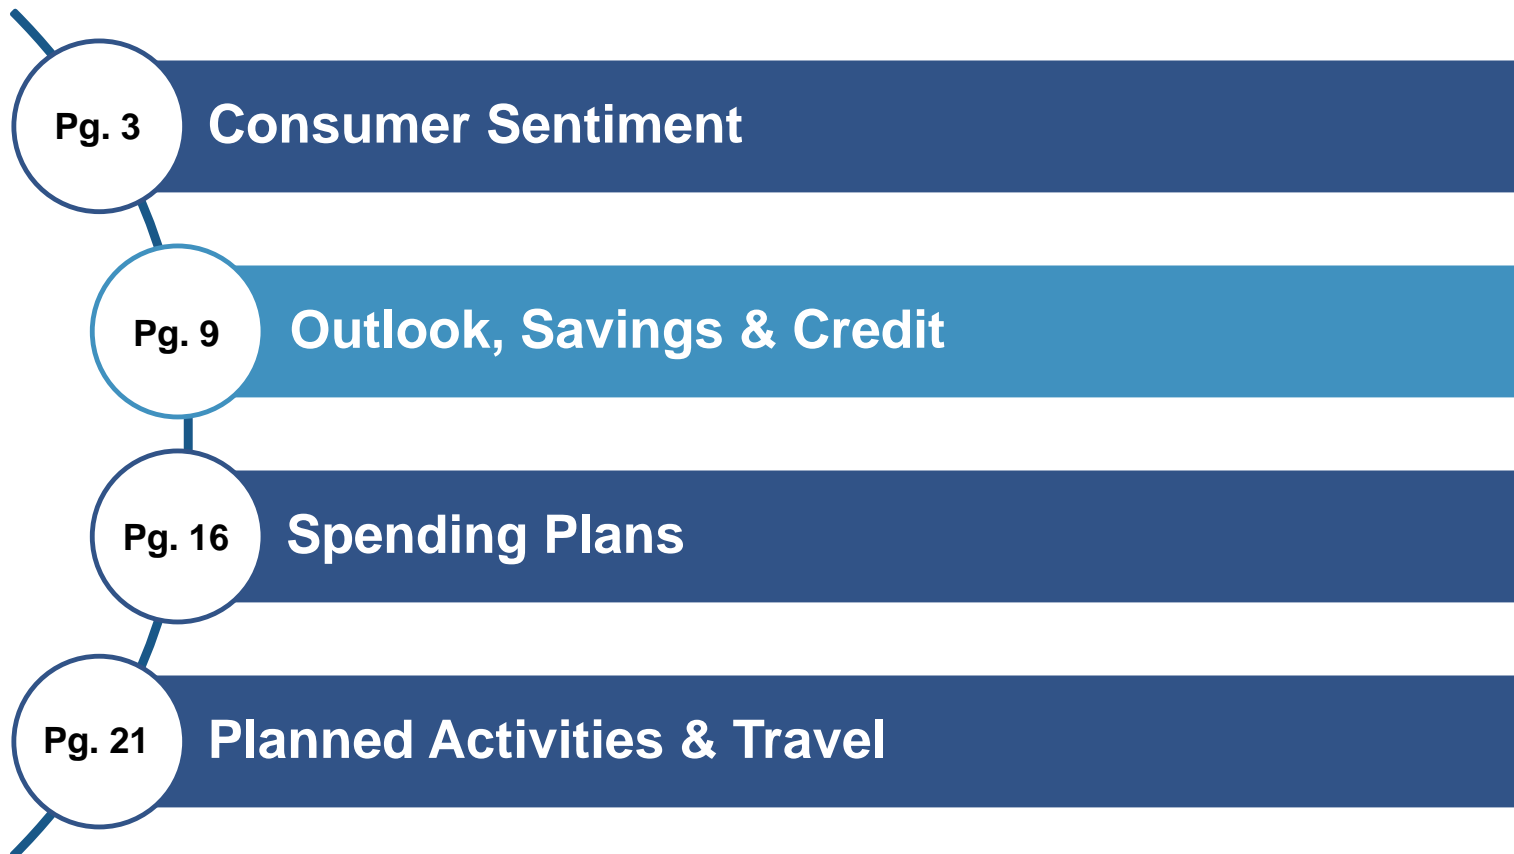 Pg. 3 Consumer Sentiment
Pg. 9 Outlook, Savings & Credit
Pg. 16 Spending Plans
Pg. 21 Planned Activities & Travel